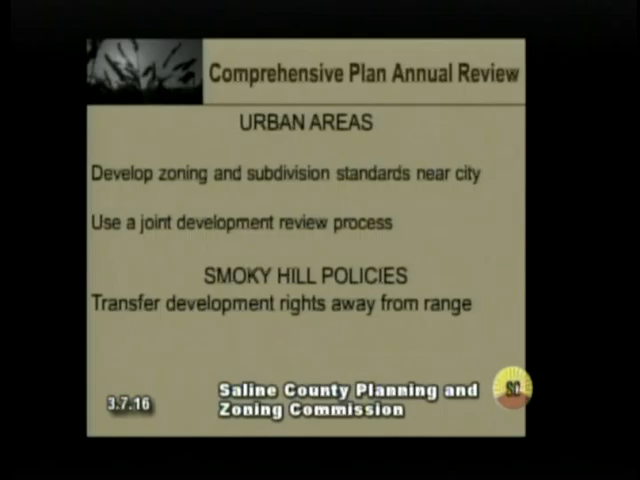 Comprehensive Plan Annual Review
URBAN AREAS
Develop zoning and subdivision standards near city
Use a joint development review process
SMOKY HILL POLICIES
Transfer development rights away from range
Saline County Planning and
Zoning Commission
3.7.16
SC